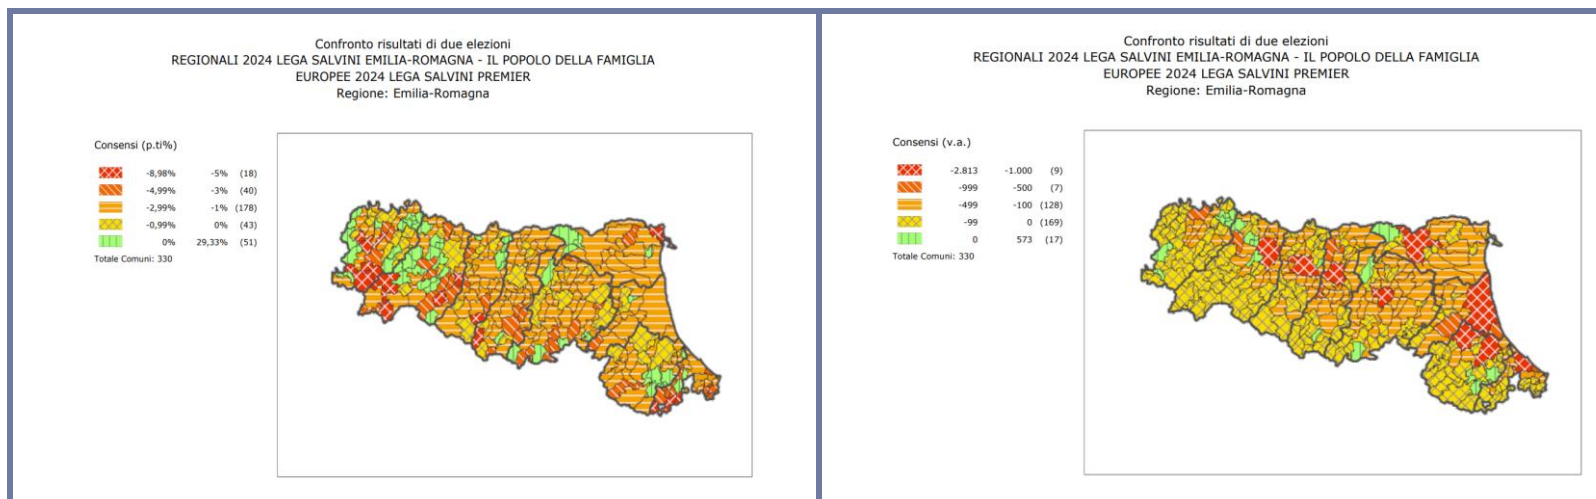 Confronto risultati di due elezioni
REGIONALI 2024 LEGA SALVINI EMILIA-ROMAGNA - IL POPOLO DELLA FAMIGLIA
EUROPEE 2024 LEGA SALVINI PREMIER
Regione: Emilia-Romagna
Consensi (p.ti%)
-8,98% -5% (18)
-4,99% -3% (40)
-2,99% -1% (178)
-0,99% 0% (43)
0% 29,33% (51)
Totale Comuni: 330
Confronto risultati di due elezioni
REGIONALI 2024 LEGA SALVINI EMILIA-ROMAGNA - IL POPOLO DELLA FAMIGLIA
EUROPEE 2024 LEGA SALVINI PREMIER
Regione: Emilia-Romagna
Consensi (v.a.)
-2.813 -1.000 (9)
-999 -500 (7)
-499 -100 (128)
-99 0 (169)
0 573 (17)
Totale Comuni: 330